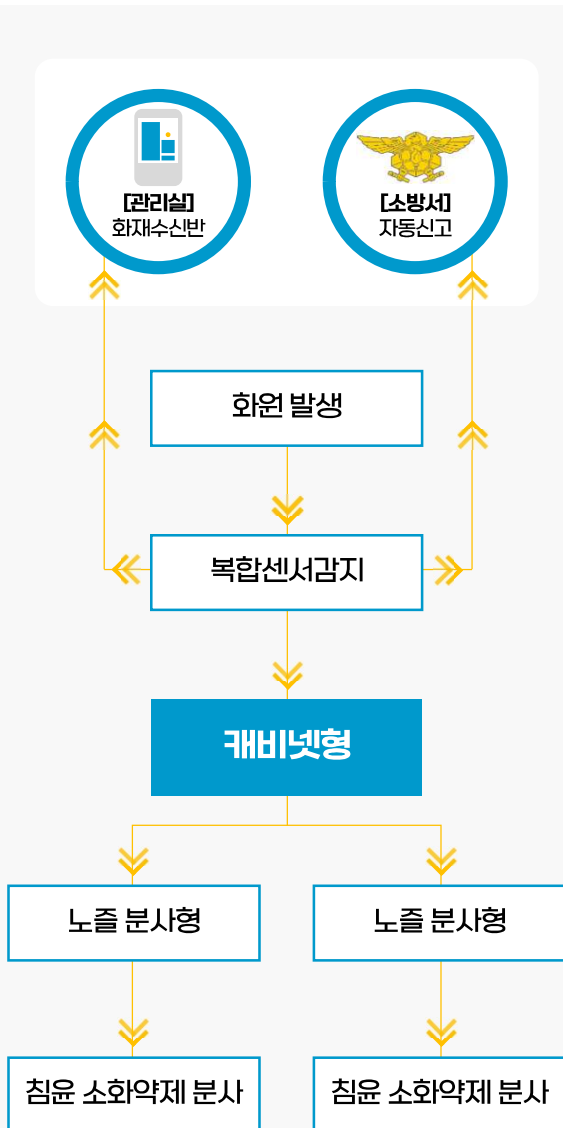 [관리실]
화재수신반
[소방서]
자동신고
화원 발생
복합센서감지
캐비넷형
노즐 분사형
노즐 분사형
침윤 소화약제 분사
침윤 소화약제 분사